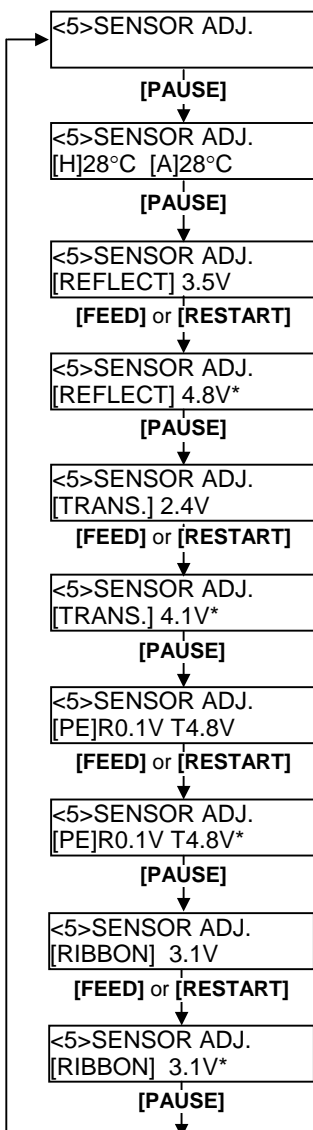 <5>SENSOR ADJ.
[PAUSE]
<5>SENSOR ADJ.
[H]28°C [A]28°C
[PAUSE]
<5>SENSOR ADJ.
[REFLECT] 3.5V
[FEED] or [RESTART]
<5>SENSOR ADJ.
[REFLECT] 4.8V*
[PAUSE]
<5>SENSOR ADJ.
[TRANS.] 2.4V
[FEED] or [RESTART]
<5>SENSOR ADJ.
[TRANS.] 4.1V*
[PAUSE]
<5>SENSOR ADJ.
[PE]R0.1V T4.8V
[FEED] or [RESTART]
<5>SENSOR ADJ.
[PE]R0.1V T4.8V*
[PAUSE]
<5>SENSOR ADJ.
[RIBBON] 3.1V
[FEED] or [RESTART]
<5>SENSOR ADJ.
[RIBBON] 3.1V*
[PAUSE]